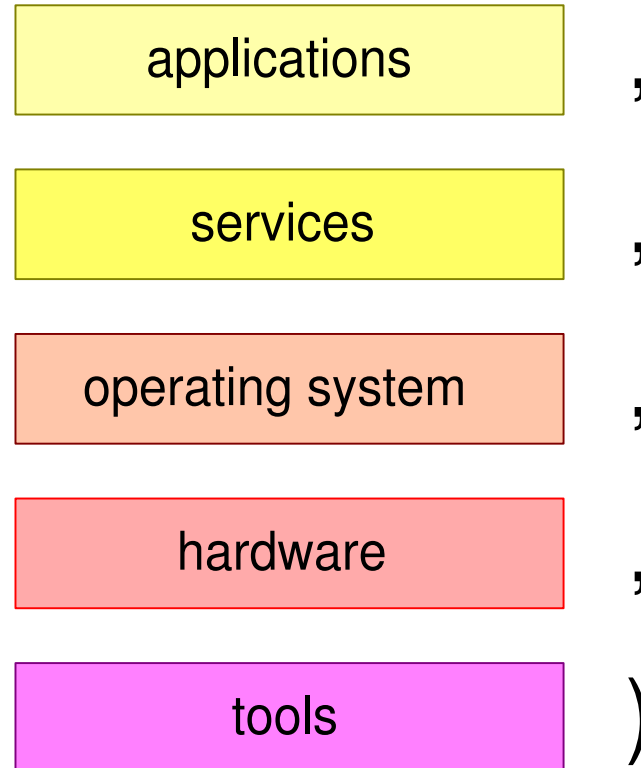 applications ,
services ,
operating system ,
hardware ,
tools )